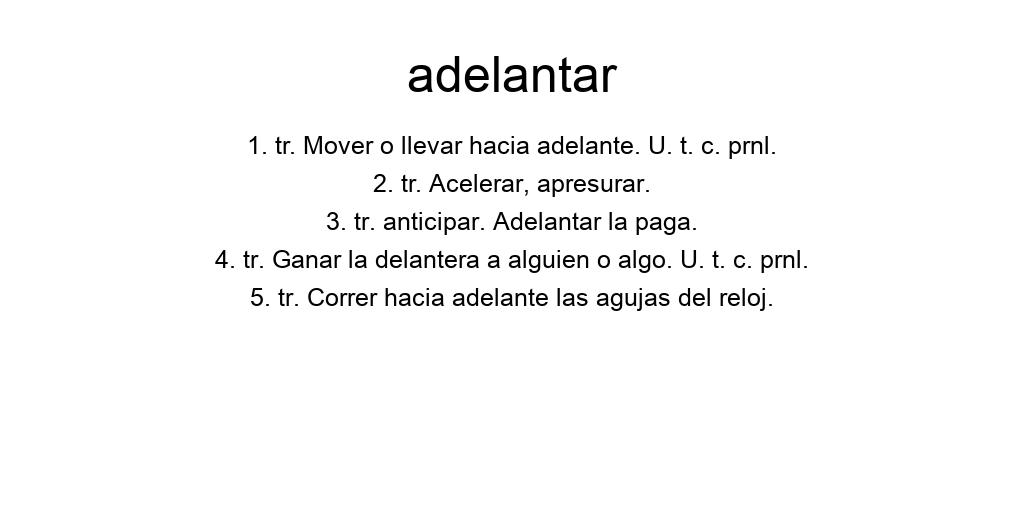 adelantar
1. tr. Mover o llevar hacia adelante. U. t. c. prnl.
2. tr. Acelerar, apresurar.
3. tr. anticipar. Adelantar la paga.
4. tr. Ganar la delantera a alguien o algo. U. t. c. prnl.
5. tr. Correr hacia adelante las agujas del reloj.